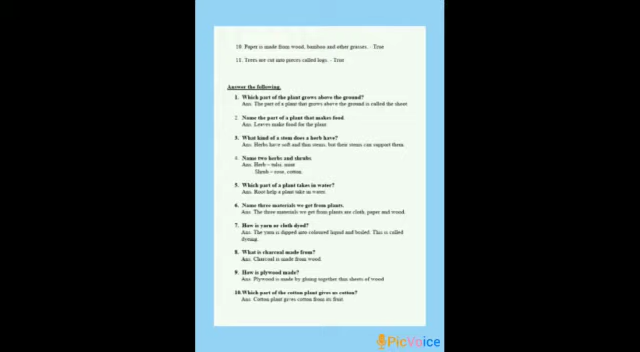 10. Paper is made from wood, bamboo and other grasses. - True
11. Trees are cut into pieces called logs. - True
Answer the following.
1. Which part of the plant grows above the ground?
Ans. The part of a plant that grows above the ground is called the shoot
2. Name the part of a plant that makes food.
Ans. Leaves make food for the plant.
3. What kind of a stem does a herb have?
Ans. Herbs have soft and thin stems, but their stems can support them.
4. Name two herbs and shrubs
Ans. Herb – tulsi, mint
Shrub – rose, cotton.
5. Which part of a plant takes in water?
Ans. Root help a plant take in water.
6. Name three materials we get from plants.
Ans. The three materials we get from plants are cloth, paper and wood.
7. How is yarn or cloth dyed?
Ans. The yarn is dipped into coloured liquid and boiled. This is called
dyeing.
8. What is charcoal made from?
Ans. Charcoal is made from wood.
9. How is plywood made?
Ans. Plywood is made by gluing together thin sheets of wood
10. Which part of the cotton plant gives us cotton?
Ans. Cotton plant gives cotton from its fruit.
PicVoice